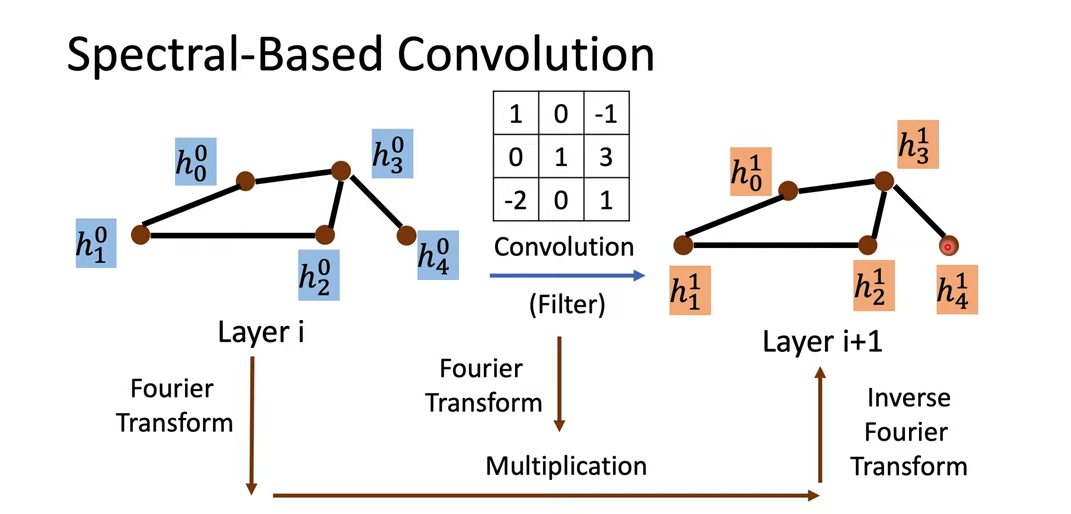 Spectral-Based Convolution
h_0^0
h_3^0
h_1^0
h_2^0
h_4^0
Layer i
1 0 -1
0 1 3
-2 0 1
Convolution
(Filter)
h_0^1
h_3^1
h_1^1
h_2^1
h_4^1
Layer i+1
Fourier
Transform
Fourier
Transform
Multiplication
Inverse
Fourier
Transform